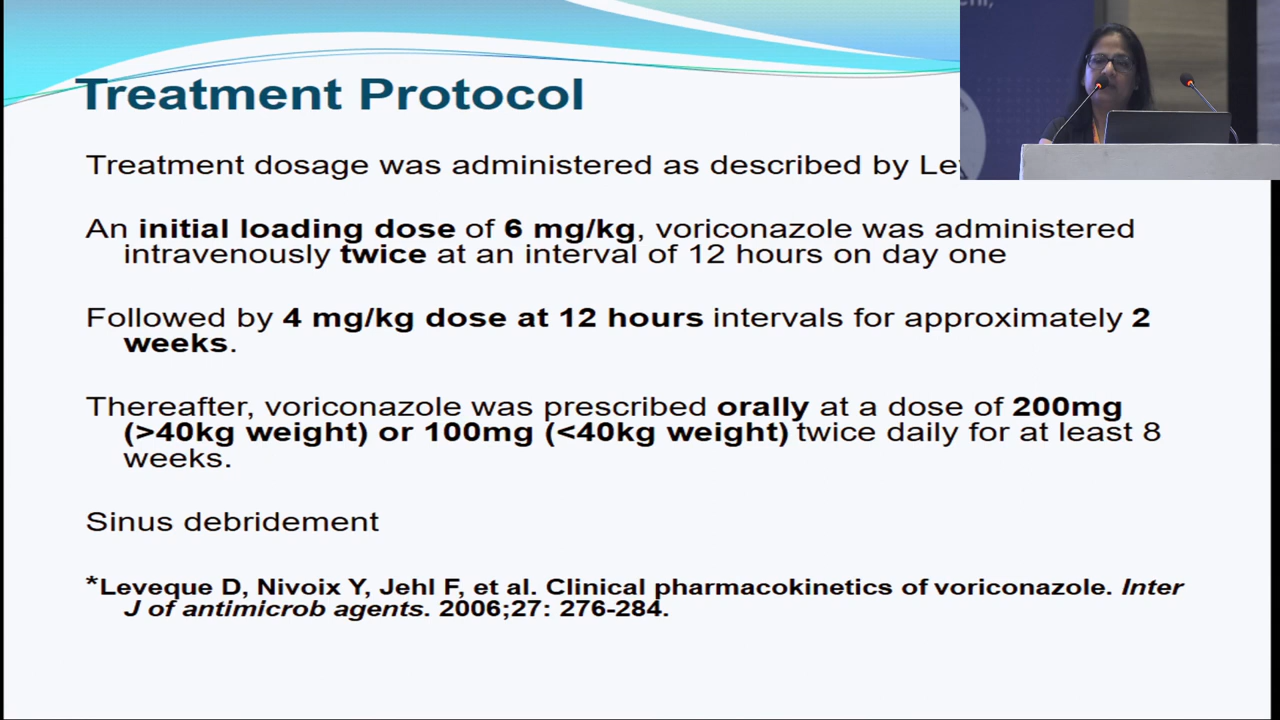 Treatment Protocol
Treatment dosage was administered as described by
An initial loading dose of 6 mg/kg, voriconazole was administered
intravenously twice at an interval of 12 hours on day one
Followed by 4 mg/kg dose at 12 hours intervals for approximately 2
weeks.
Thereafter, voriconazole was prescribed orally at a dose of 200mg
(>40kg weight) or 100mg (<40kg weight) twice daily for at least 8
weeks.
Sinus debridement
*Leveque D, Nivoix Y, Jehl F, et al. Clinical pharmacokinetics of voriconazole. Inter
J of antimicrob agents. 2006;27: 276-284.